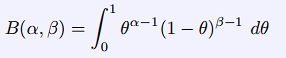 B(α, β) = ∫₀¹ θ^{α−1}(1 − θ)^{β−1} dθ